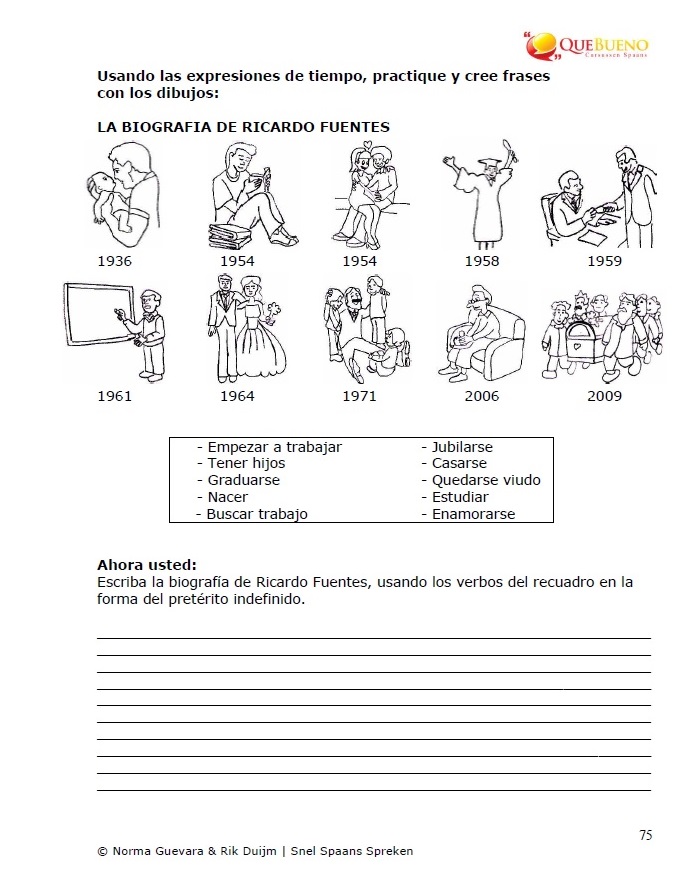 QUEBUENO
Cursussen Spaans
Usando las expresiones de tiempo, practique y cree frases
con los dibujos:
LA BIOGRAFIA DE RICARDO FUENTES
1936 1954 1954 1958 1959
1961 1964 1971 2006 2009
- Empezar a trabajar - Jubilarse
- Tener hijos - Casarse
- Graduarse - Quedarse viudo
- Nacer - Estudiar
- Buscar trabajo - Enamorarse
Ahora usted:
Escriba la biografía de Ricardo Fuentes, usando los verbos del recuadro en la
forma del pretérito indefinido.
75
© Norma Guevara & Rik Duijm | Snel Spaans Spreken